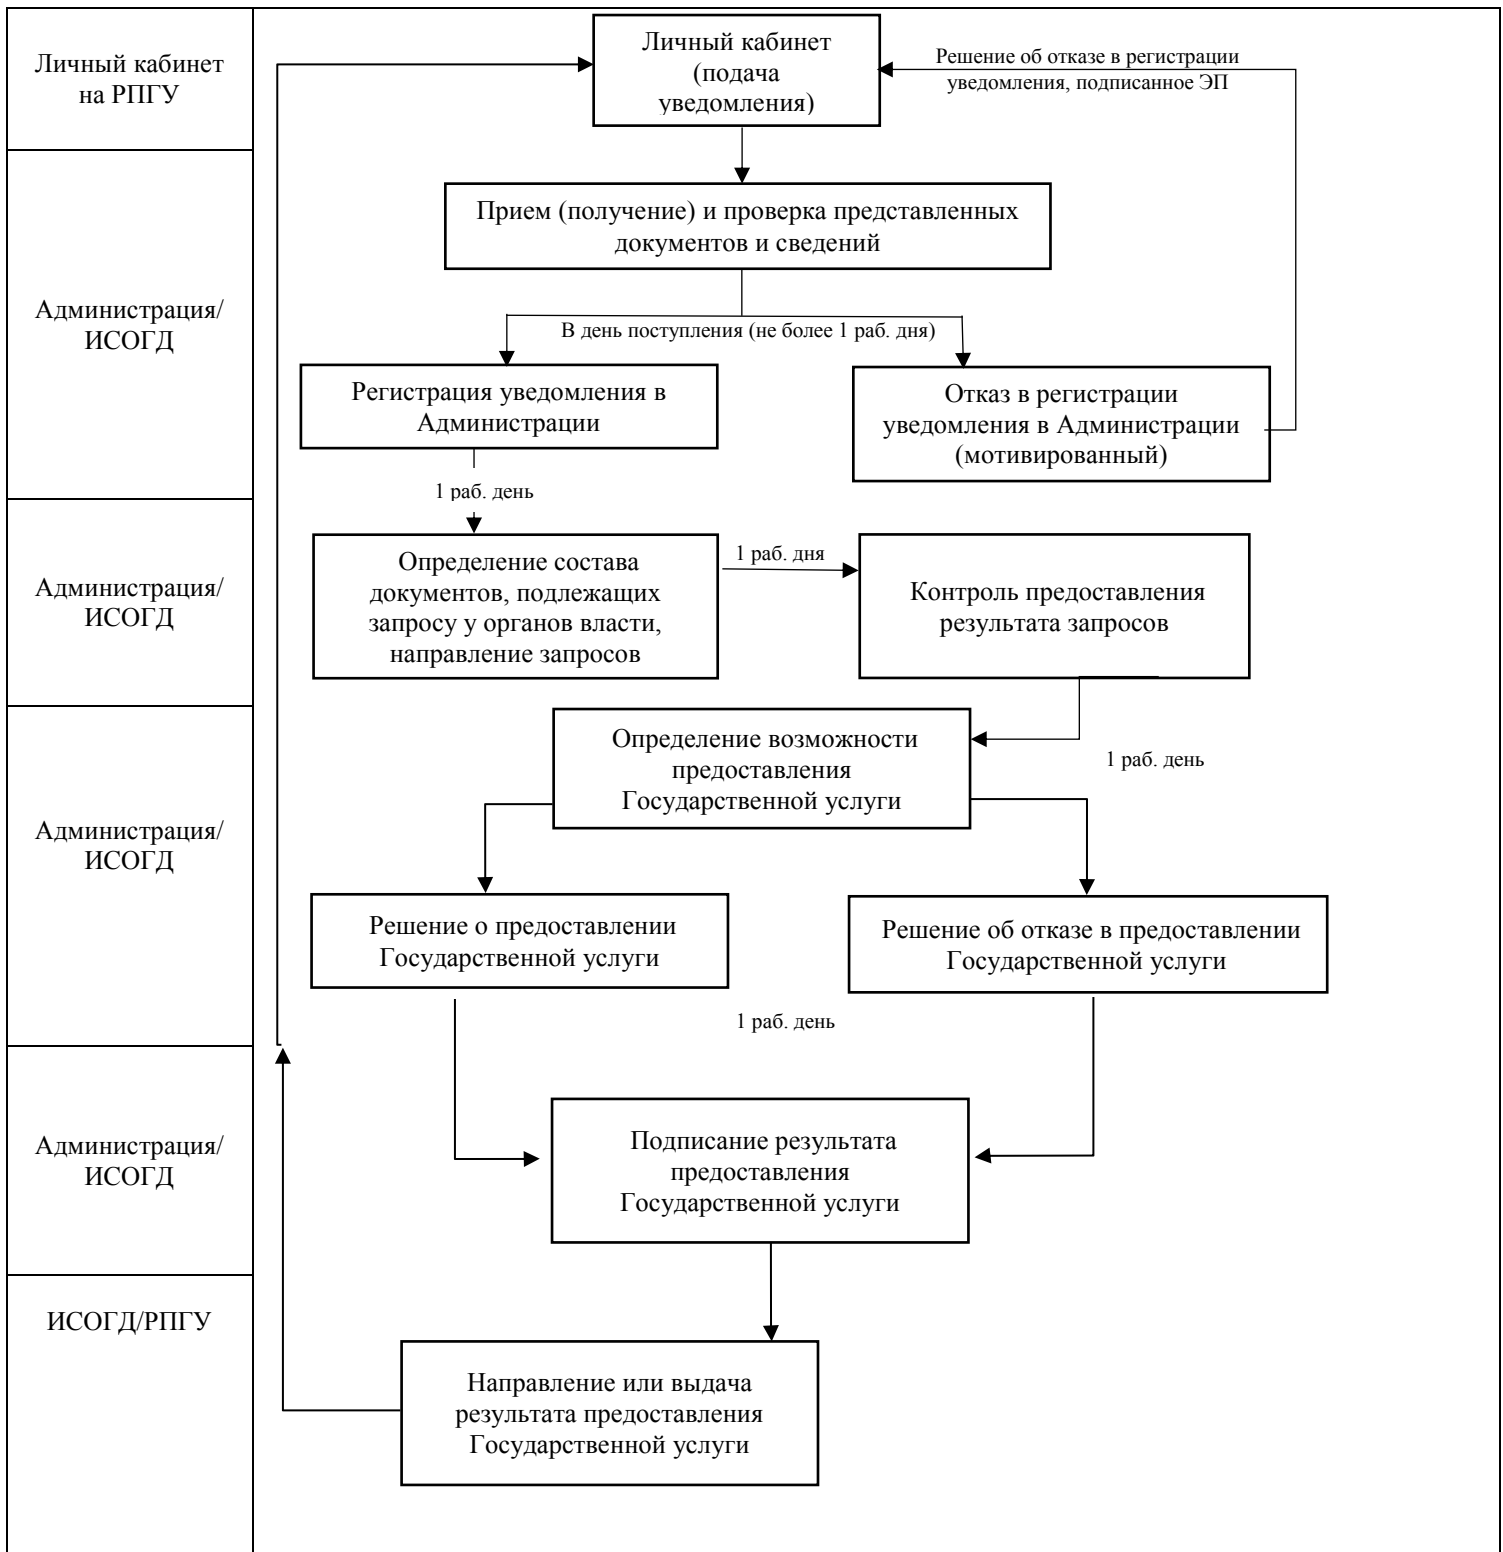 Личный кабинет
на РПГУ
Личный кабинет
(подача
уведомления)
Решение об отказе в регистрации
уведомления, подписанное ЭП
Администрация/
ИСОГД
Прием (получение) и проверка представленных
документов и сведений
В день поступления (не более 1 раб. дня)
Регистрация уведомления в
Администрации
Отказ в регистрации
уведомления в Администрации
(мотивированный)
1 раб. день
Администрация/
ИСОГД
Определение состава
документов, подлежащих
запросу у органов власти,
направление запросов
1 раб. дня
Контроль предоставления
результата запросов
Администрация/
ИСОГД
Определение возможности
предоставления
Государственной услуги
1 раб. день
Решение о предоставлении
Государственной услуги
Решение об отказе в предоставлении
Государственной услуги
1 раб. день
Администрация/
ИСОГД
Подписание результата
предоставления
Государственной услуги
ИСОГД/РПГУ
Направление или выдача
результата предоставления
Государственной услуги